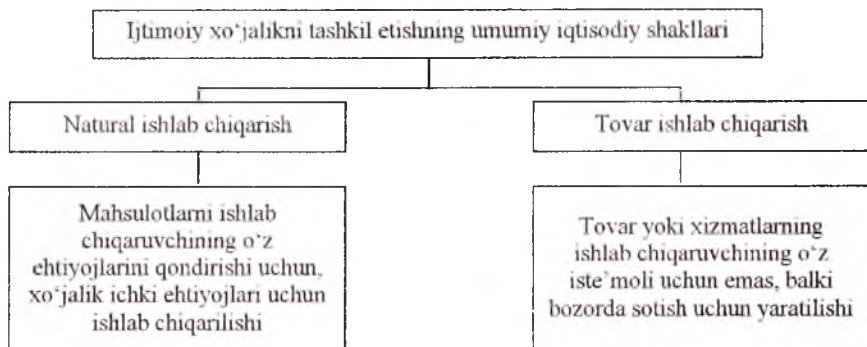 Ijtimoiy xo‘jalikni tashkil etishning umumiy iqtisodiy shakllari
Natural ishlab chiqarish
Mahsulotlarni ishlab
chiqaruvchining o‘z
ehtiyojlarini qondirishi uchun,
xo‘jalik ichki ehtiyojlari uchun
ishlab chiqarilishi
Tovar ishlab chiqarish
Tovar yoki xizmatlarning
ishlab chiqaruvchining o‘z
iste’moli uchun emas, balki
bozorda sotish uchun yaratilishi